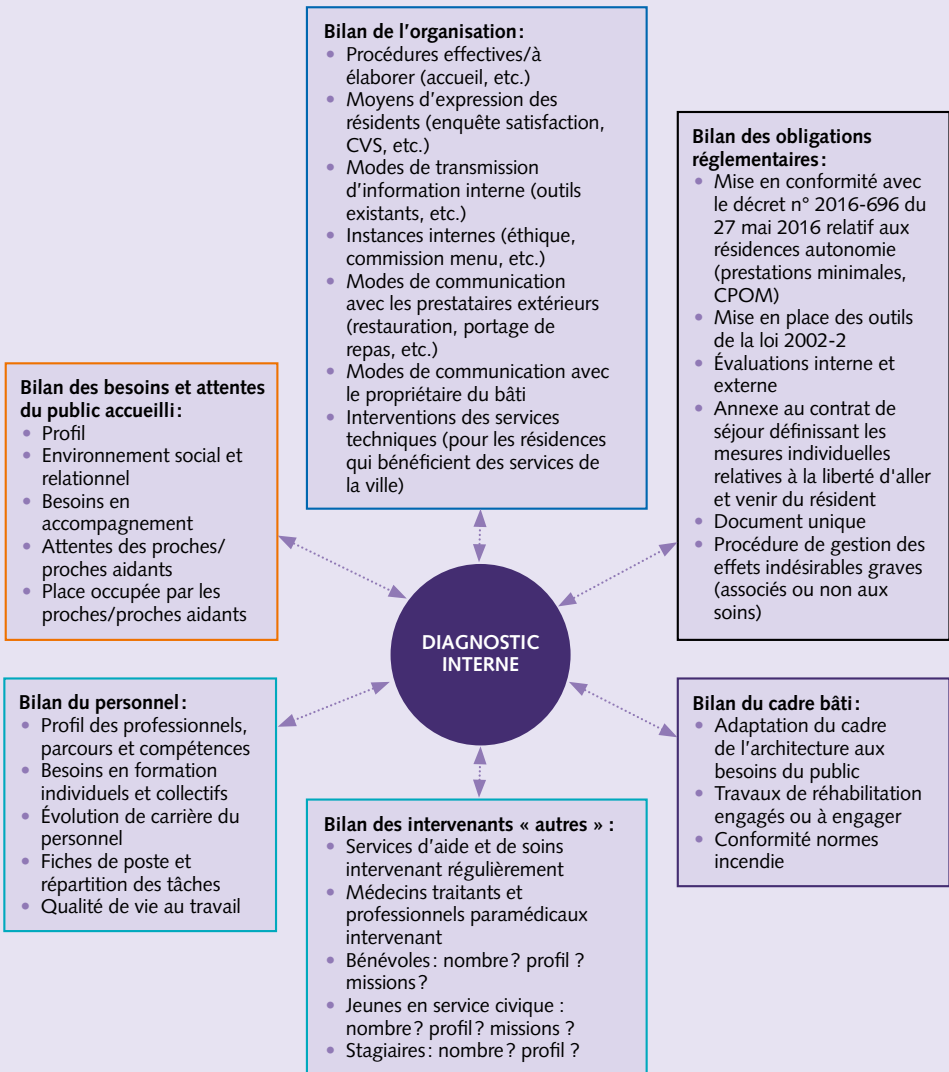 Bilan de l'organisation :
• Procédures effectives/à
élaborer (accueil, etc.)
• Moyens d'expression des
résidents (enquête satisfaction,
CVS, etc.)
• Modes de transmission
d'information interne (outils
existants, etc.)
• Instances internes (éthique,
commission menu, etc.)
• Modes de communication
avec les prestataires extérieurs
(restauration, portage de
repas, etc.)
• Modes de communication avec
le propriétaire du bâti
• Interventions des services
techniques (pour les résidences
qui bénéficient des services de
la ville)
Bilan des obligations
réglementaires :
• Mise en conformité avec
le décret n° 2016-696 du
27 mai 2016 relatif aux
résidences autonomie
(prestations minimales,
CPOM)
• Mise en place des outils
de la loi 2002-2
• Évaluations interne et
externe
• Annexe au contrat de
séjour définissant les
mesures individuelles
relatives à la liberté d'aller
et venir du résident
• Document unique
• Procédure de gestion des
effets indésirables graves
(associés ou non aux
soins)
Bilan des besoins et attentes
du public accueilli :
• Profil
• Environnement social et
relationnel
• Besoins en
accompagnement
• Attentes des proches/
proches aidants
• Place occupée par les
proches/proches aidants
DIAGNOSTIC
INTERNE
Bilan du personnel :
• Profil des professionnels,
parcours et compétences
• Besoins en formation
individuels et collectifs
• Évolution de carrière du
personnel
• Fiches de poste et
répartition des tâches
• Qualité de vie au travail
Bilan du cadre bâti :
• Adaptation du cadre
de l'architecture aux
besoins du public
• Travaux de réhabilitation
engagés ou à engager
• Conformité normes
incendie
Bilan des intervenants « autres » :
• Services d'aide et de soins
intervenant régulièrement
• Médecins traitants et
professionnels paramédicaux
intervenant
• Bénévoles : nombre ? profil ?
missions ?
• Jeunes en service civique :
nombre ? profil ? missions ?
• Stagiaires : nombre ? profil ?